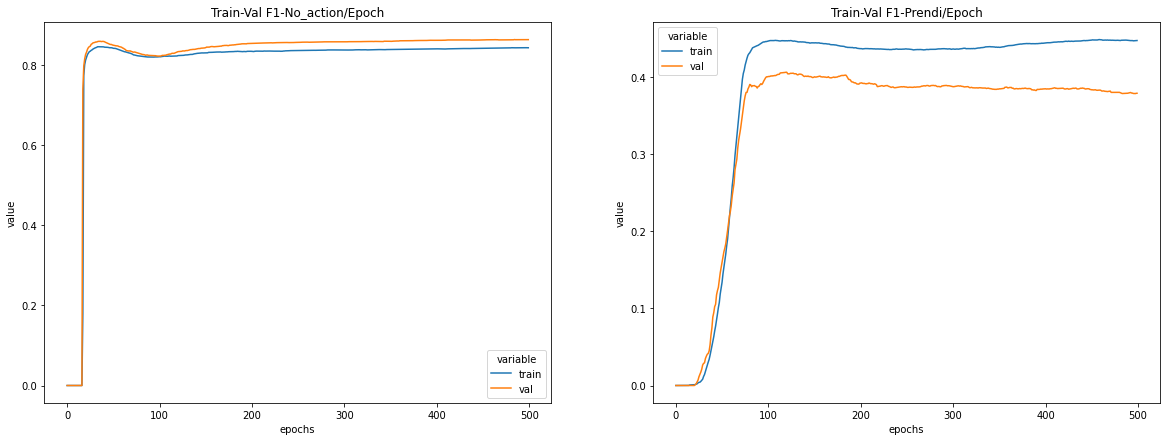 Train-Val F1-No_action/Epoch
value
0.8
0.6
0.4
0.2
0.0
0
100
200
300
400
500
epochs
variable
train
val
Train-Val F1-Prendi/Epoch
variable
train
val
value
0.4
0.3
0.2
0.1
0.0
0
100
200
300
400
500
epochs